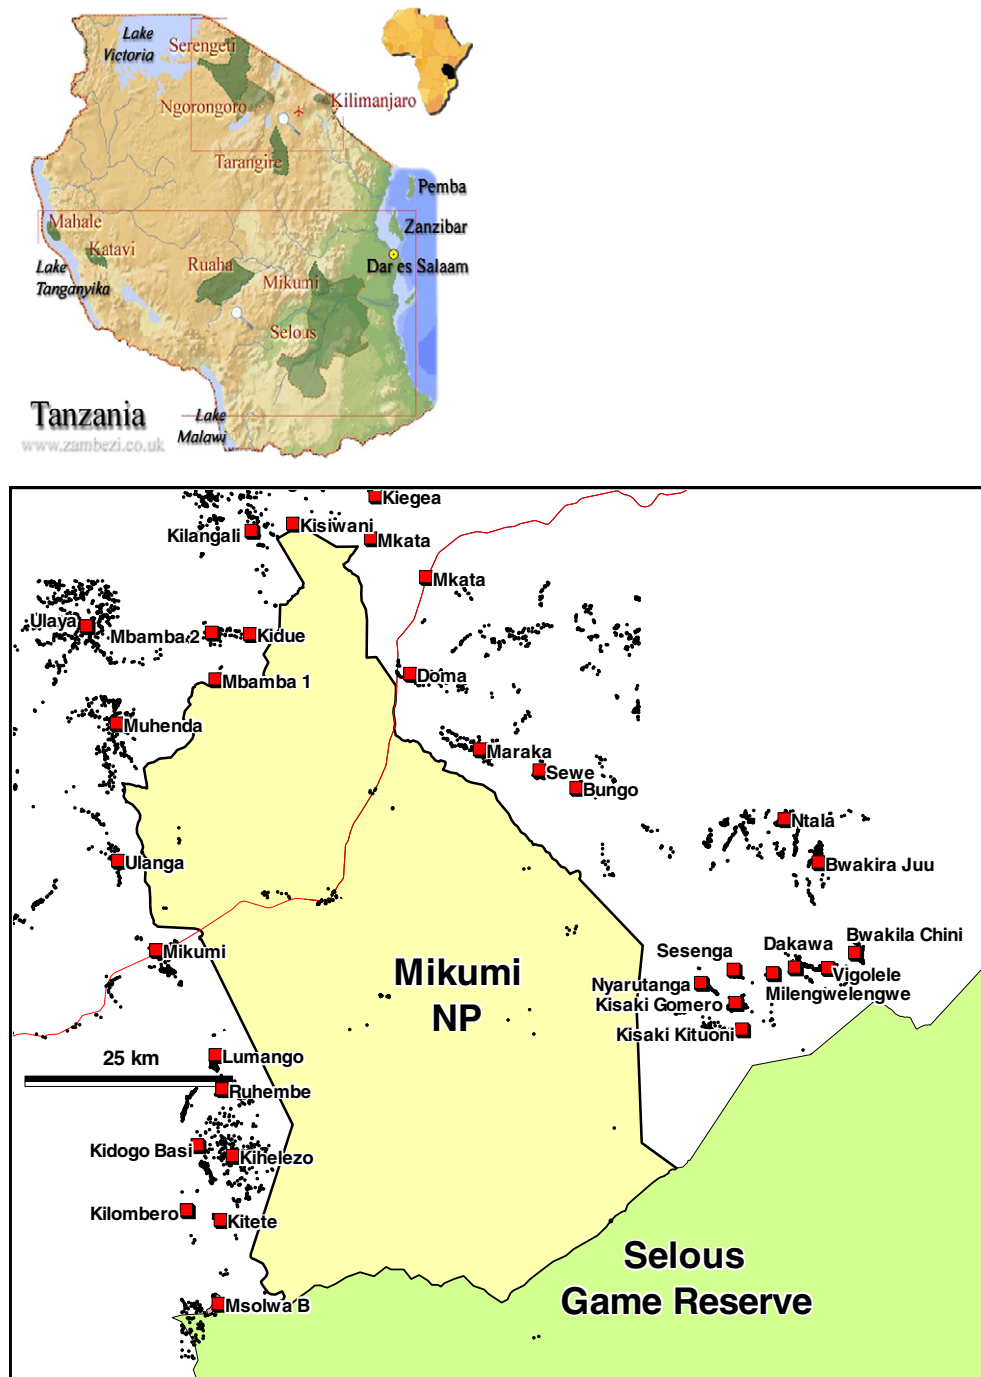 Lake
Victoria
Serengeti
Ngorongoro
Kilimanjaro
Tarangire
Pemba
Mahale
Zanzibar
Katavi
Ruaha
Lake
Tanganyika
Dar es Salaam
Mikumi
Selous
Tanzania
Lake
Malawi
www.zambezi.co.uk
Kiegea
Kisiwani
Kilangali
Mkata
Mkata
Ulaya
Mbamba 2
Kidue
Doma
Mbamba 1
Muhenda
Maraka
Sewe
Bungo
Ntala
Ulanga
Bwakira Juu
Bwakila Chini
Mikumi
Sesenga
Dakawa
Vigolele
Mikumi
NP
Nyarutanga
Milengwelengwe
Kisaki Gomero
Kisaki Kituoni
25 km
Lumango
Ruhembe
Kidogo Basi
Kihelezo
Kilombero
Kitete
Selous
Game Reserve
Msolwa B